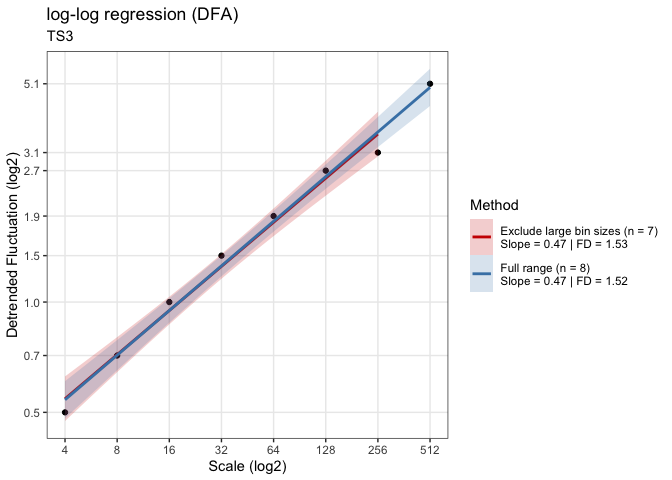 log-log regression (DFA)
TS3
Detrended Fluctuation (log2)
5.1
3.1
2.7
1.9
1.5
1.0
0.7
0.5
4 8 16 32 64 128 256 512
Scale (log2)
Method
Exclude large bin sizes (n = 7)
Slope = 0.47 | FD = 1.53
Full range (n = 8)
Slope = 0.47 | FD = 1.52